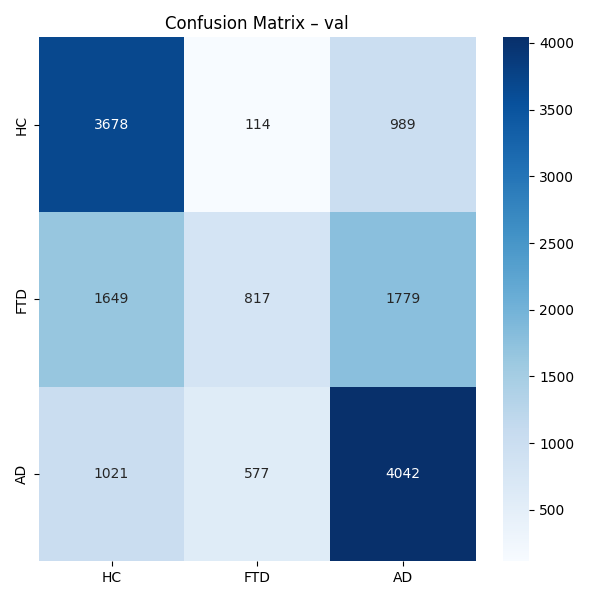 Confusion Matrix – val
HC
3678 114 989
FTD
1649 817 1779
AD
1021 577 4042
HC FTD AD
4000
3500
3000
2500
2000
1500
1000
500